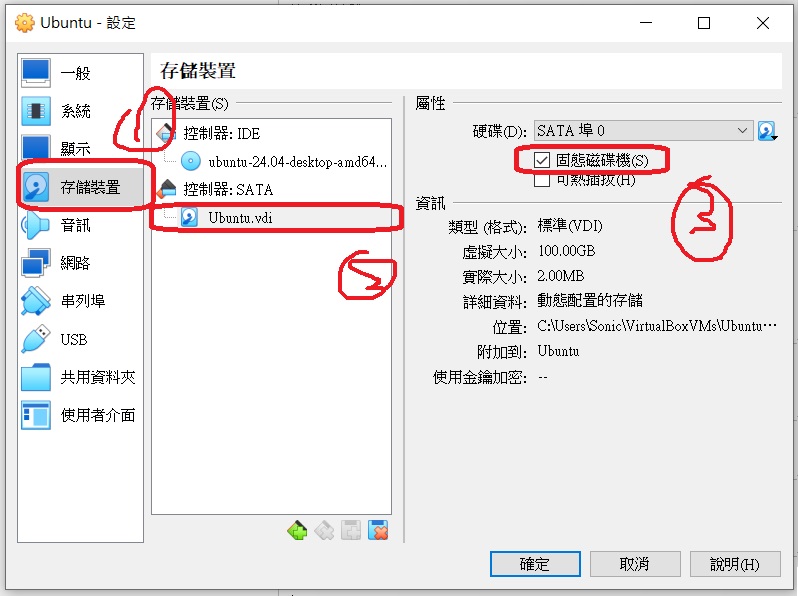 Ubuntu - 設定
一般
系統
顯示
存儲裝置
音訊
網路
串列埠
USB
共用資料夾
使用者介面
存儲裝置
存儲裝置(S)
控制器: IDE
ubuntu-24.04-desktop-amd64...
控制器: SATA
Ubuntu.vdi
屬性
硬碟(D): SATA 埠 0
固態磁碟機(S)
可熱插拔(H)
資訊
類型 (格式): 標準(VDI)
虛擬大小: 100.00GB
實際大小: 2.00MB
詳細資料: 動態配置的存儲
位置: C:\Users\Sonic\VirtualBoxVMs\Ubuntu⋯
附加到: Ubuntu
使用金鑰加密: --
1
2
3
確定
取消
說明(H)